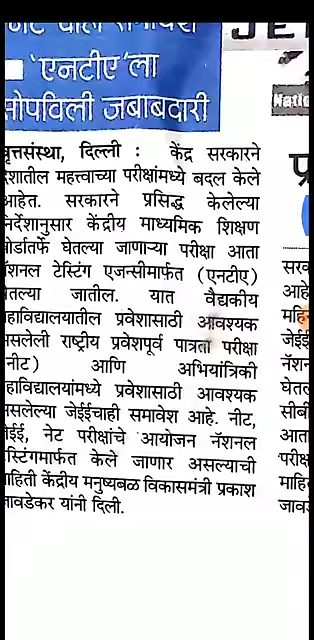 'एनटीए'ला
सोपविली जबाबदारी
वृत्तसंस्था, दिल्ली : केंद्र सरकारने
देशातील महत्वाच्या परीक्षांमध्ये बदल केले
आहेत. सरकारने प्रसिद्ध केलेल्या
निर्देशानुसार केंद्रीय माध्यमिक शिक्षण
बोर्डातर्फे घेतल्या जाणाऱ्या परीक्षा आता
नॅशनल टेस्टिंग एजन्सीमार्फत (एनटीए)
घेतल्या जातील. यात वैद्यकीय
महाविद्यालयातील प्रवेशासाठी आवश्यक
असलेली राष्ट्रीय प्रवेशपूर्व पात्रता परीक्षा
(नीट) आणि अभियांत्रिकी
महाविद्यालयांमध्ये प्रवेशासाठी आवश्यक
असलेल्या जेईईचाही समावेश आहे. नीट,
जेईई, नेट परीक्षांचे आयोजन नॅशनल
टेस्टिंगमार्फत केले जाणार असल्याची
माहिती केंद्रीय मनुष्यबळ विकासमंत्री प्रकाश
जावडेकर यांनी दिली.